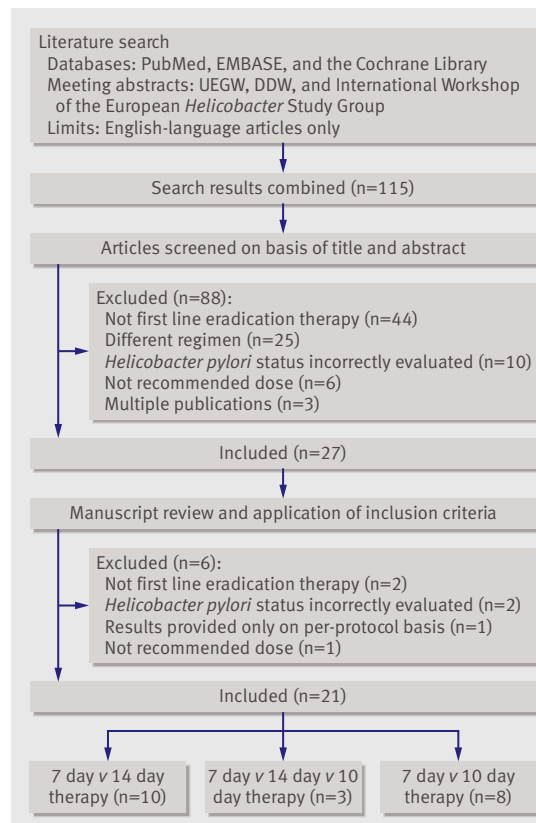 Literature search
Databases: PubMed, EMBASE, and the Cochrane Library
Meeting abstracts: UEGW, DDW, and International Workshop
of the European Helicobacter Study Group
Limits: English-language articles only
Search results combined (n=115)
Articles screened on basis of title and abstract
Excluded (n=88):
Not first line eradication therapy (n=44)
Different regimen (n=25)
Helicobacter pylori status incorrectly evaluated (n=10)
Not recommended dose (n=6)
Multiple publications (n=3)
Included (n=27)
Manuscript review and application of inclusion criteria
Excluded (n=6):
Not first line eradication therapy (n=2)
Helicobacter pylori status incorrectly evaluated (n=2)
Results provided only on per-protocol basis (n=1)
Not recommended dose (n=1)
Included (n=21)
7 day v 14 day
therapy (n=10)
7 day v 14 day v 10
day therapy (n=3)
7 day v 10 day
therapy (n=8)